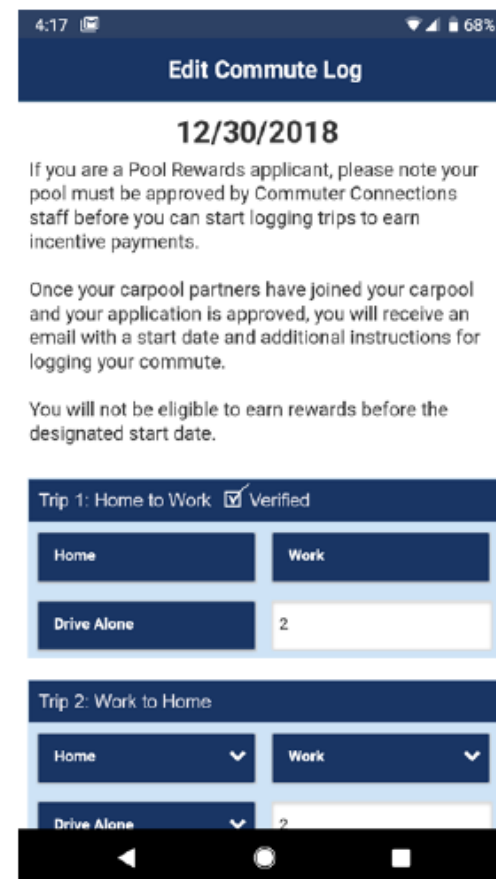 4:17 68%
Edit Commute Log
12/30/2018
If you are a Pool Rewards applicant, please note your
pool must be approved by Commuter Connections
staff before you can start logging trips to earn
incentive payments.
Once your carpool partners have joined your carpool
and your application is approved, you will receive an
email with a start date and additional instructions for
logging your commute.
You will not be eligible to earn rewards before the
designated start date.
Trip 1: Home to Work Verified
Home Work
Drive Alone 2
Trip 2: Work to Home
Home Work
Drive Alone 2